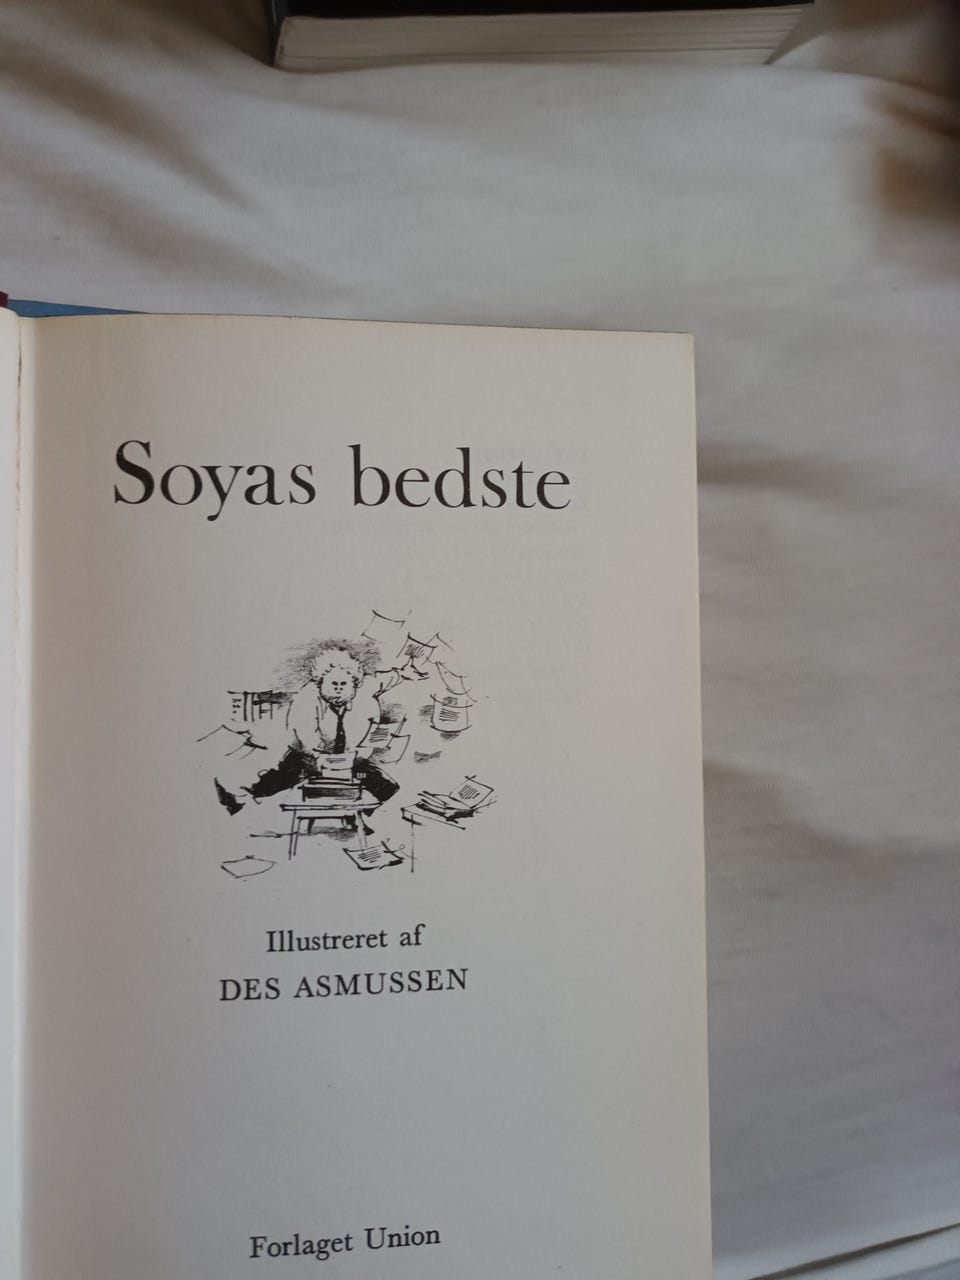 Soyas bedste
Illustreret af
DES ASMUSSEN
Forlaget Union